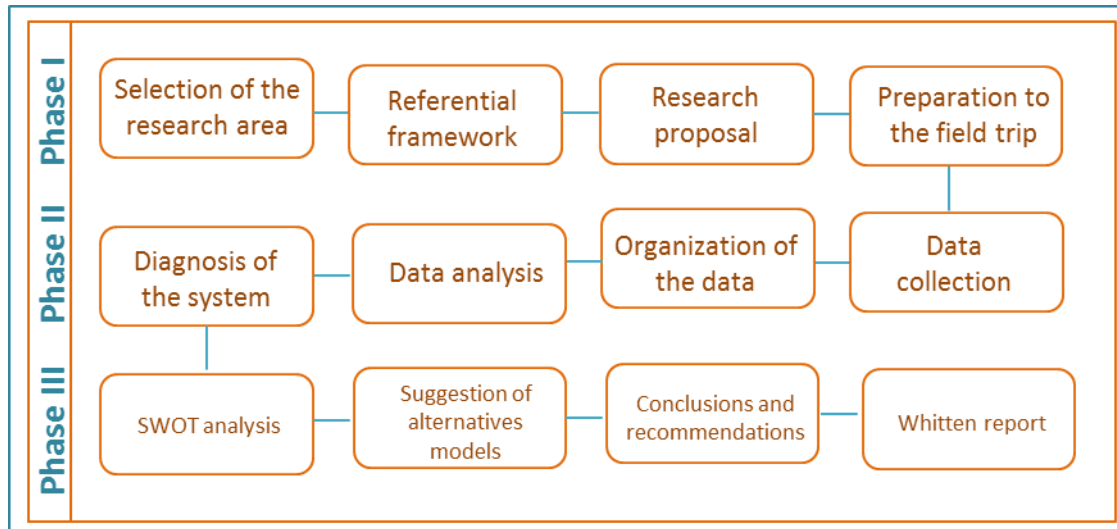 Phase I
Selection of the
research area
Referential
framework
Research
proposal
Preparation to
the field trip
Phase II
Diagnosis of
the system
Data analysis
Organization of
the data
Data
collection
Phase III
SWOT analysis
Suggestion of
alternatives
models
Conclusions and
recommendations
Whitten report